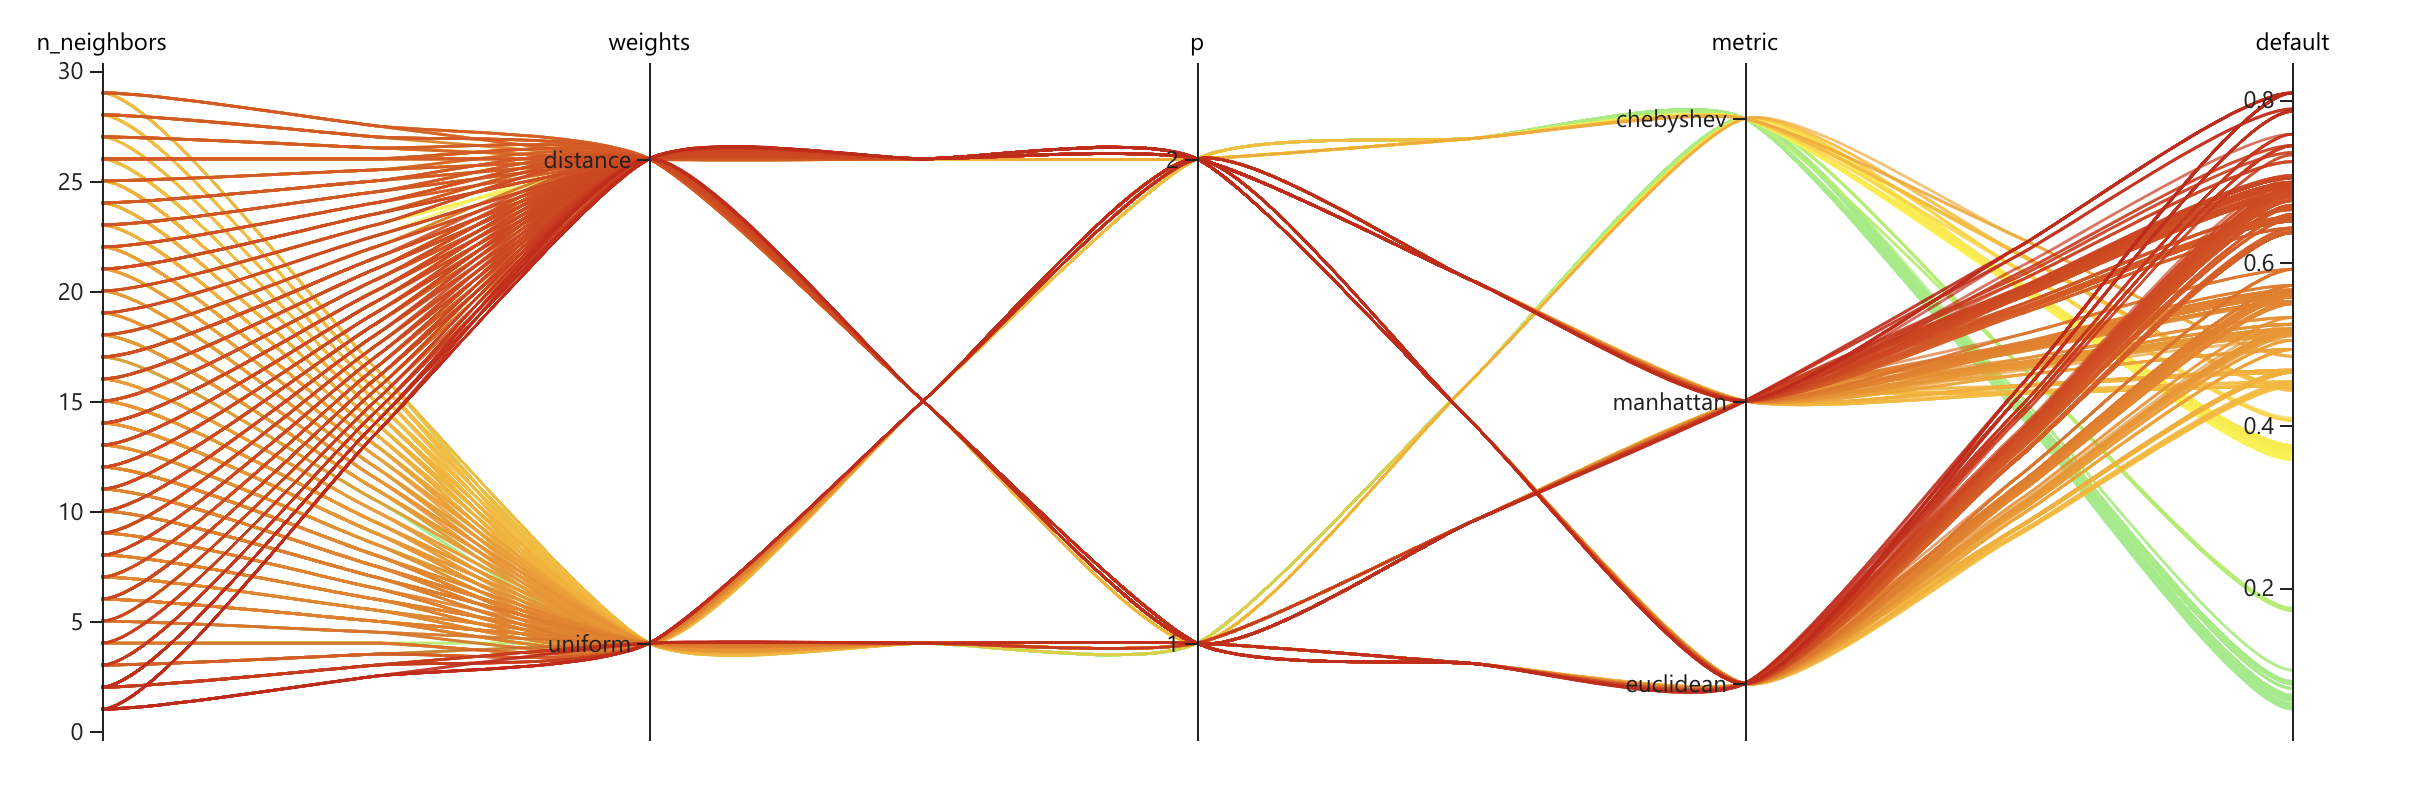 n_neighbors
30
25
20
15
10
5
0
weights
distance
uniform
p
2
1
metric
chebyshev
manhattan
euclidean
default
0.8
0.6
0.4
0.2